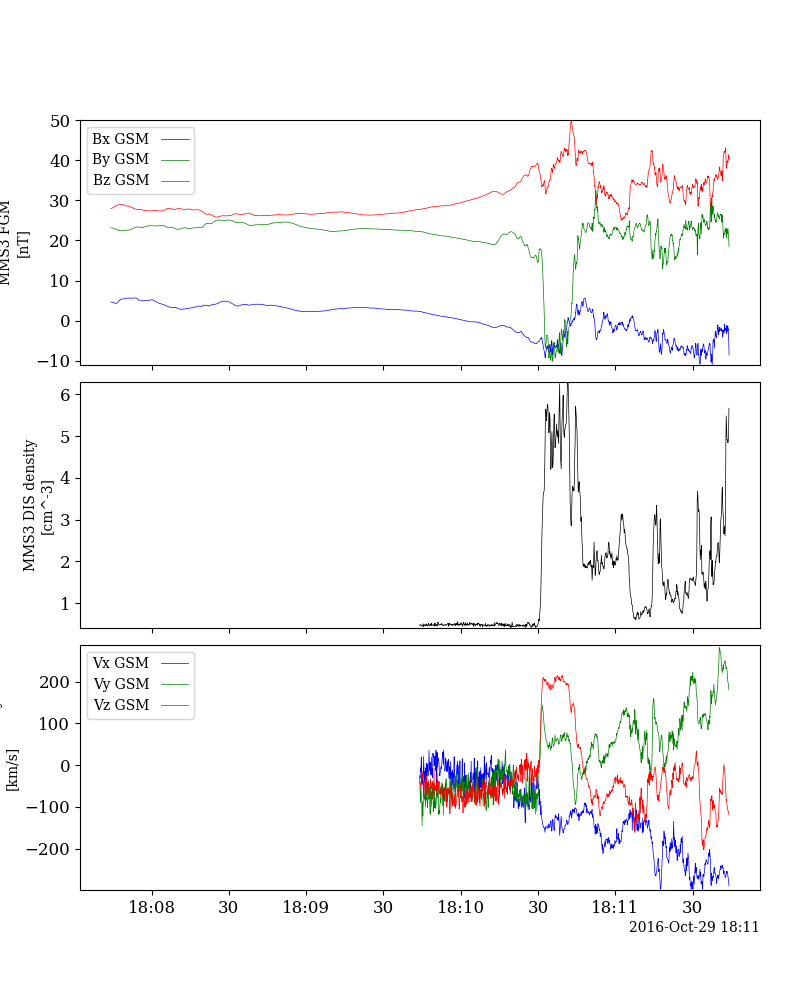 50
40
30
20
10
0
−10
MMS3 FGM
[nT]
Bx GSM
By GSM
Bz GSM
6
5
4
3
2
1
MMS3 DIS density
[cm^-3]
200
100
0
−100
−200
[km/s]
Vx GSM
Vy GSM
Vz GSM
18:08 30 18:09 30 18:10 30 18:11 30
2016-Oct-29 18:11